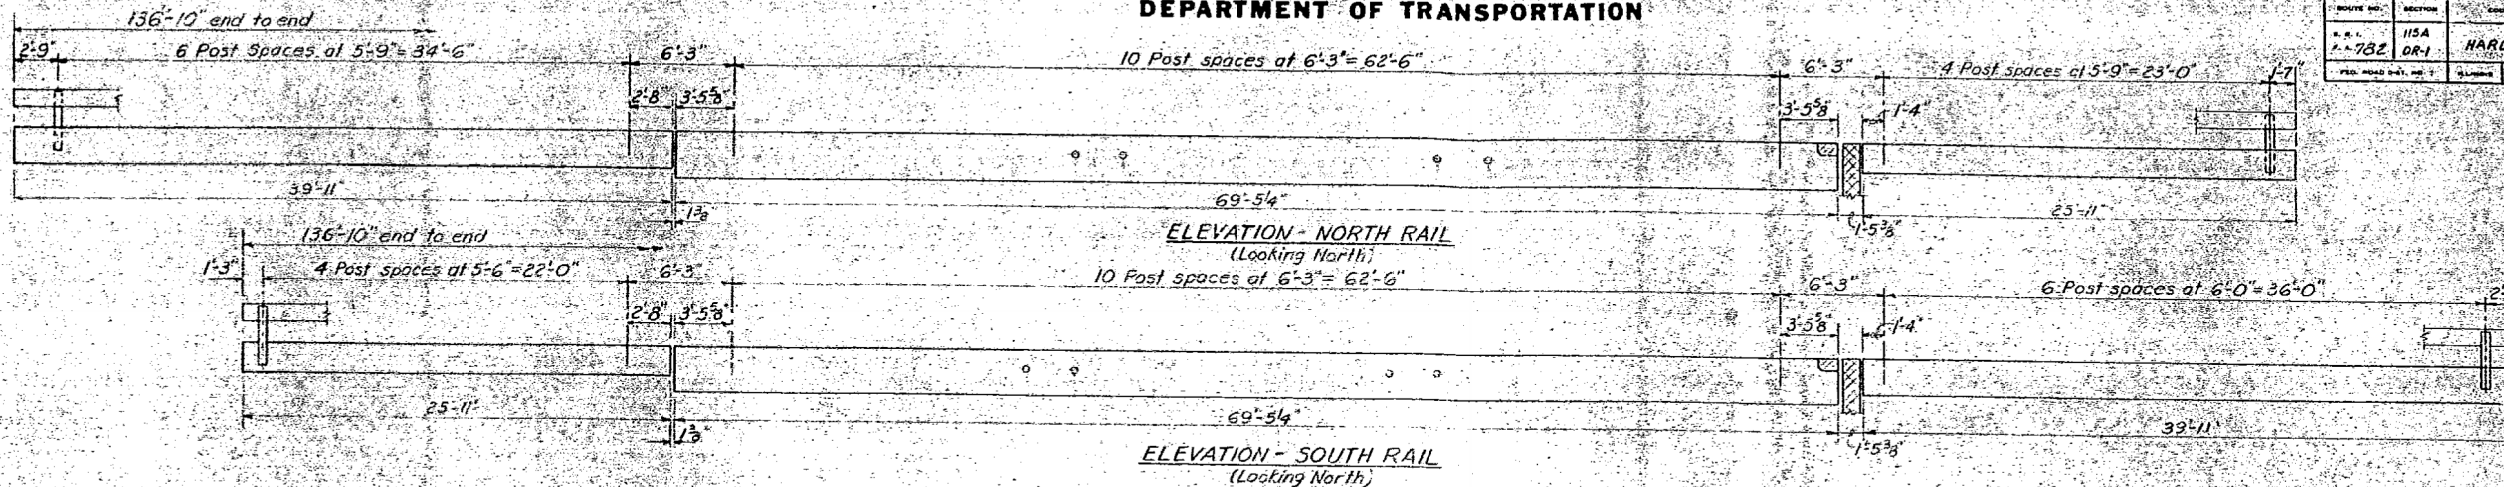 DEPARTMENT OF TRANSPORTATION
ROUTE NO. SECTION
782
115A
DR-1
136'-10" end to end
2'-9" 6 Post Spaces at 5'-9" = 34'-6" 6'-3" 10 Post spaces at 6'-3" = 62'-6" 6'-3" 4 Post spaces at 5'-9" = 23'-0" 1'-7"
2'-8" 3'-5⅝" 3'-5⅝" 1'-4"
39'-11" 69'-5¼" 25'-11"
1⅜" 1'-5⅜"
ELEVATION - NORTH RAIL
(Looking North)
136'-10" end to end
1'-3" 4 Post spaces at 5'-6" = 22'-0" 6'-3" 10 Post spaces at 6'-3" = 62'-6" 6'-3" 6 Post spaces at 6'-0" = 36'-0"
2'-8" 3'-5⅝" 3'-5⅝" 1'-4"
25'-11" 69'-5¼" 39'-11"
1⅜" 1'-5⅜"
ELEVATION - SOUTH RAIL
(Looking North)